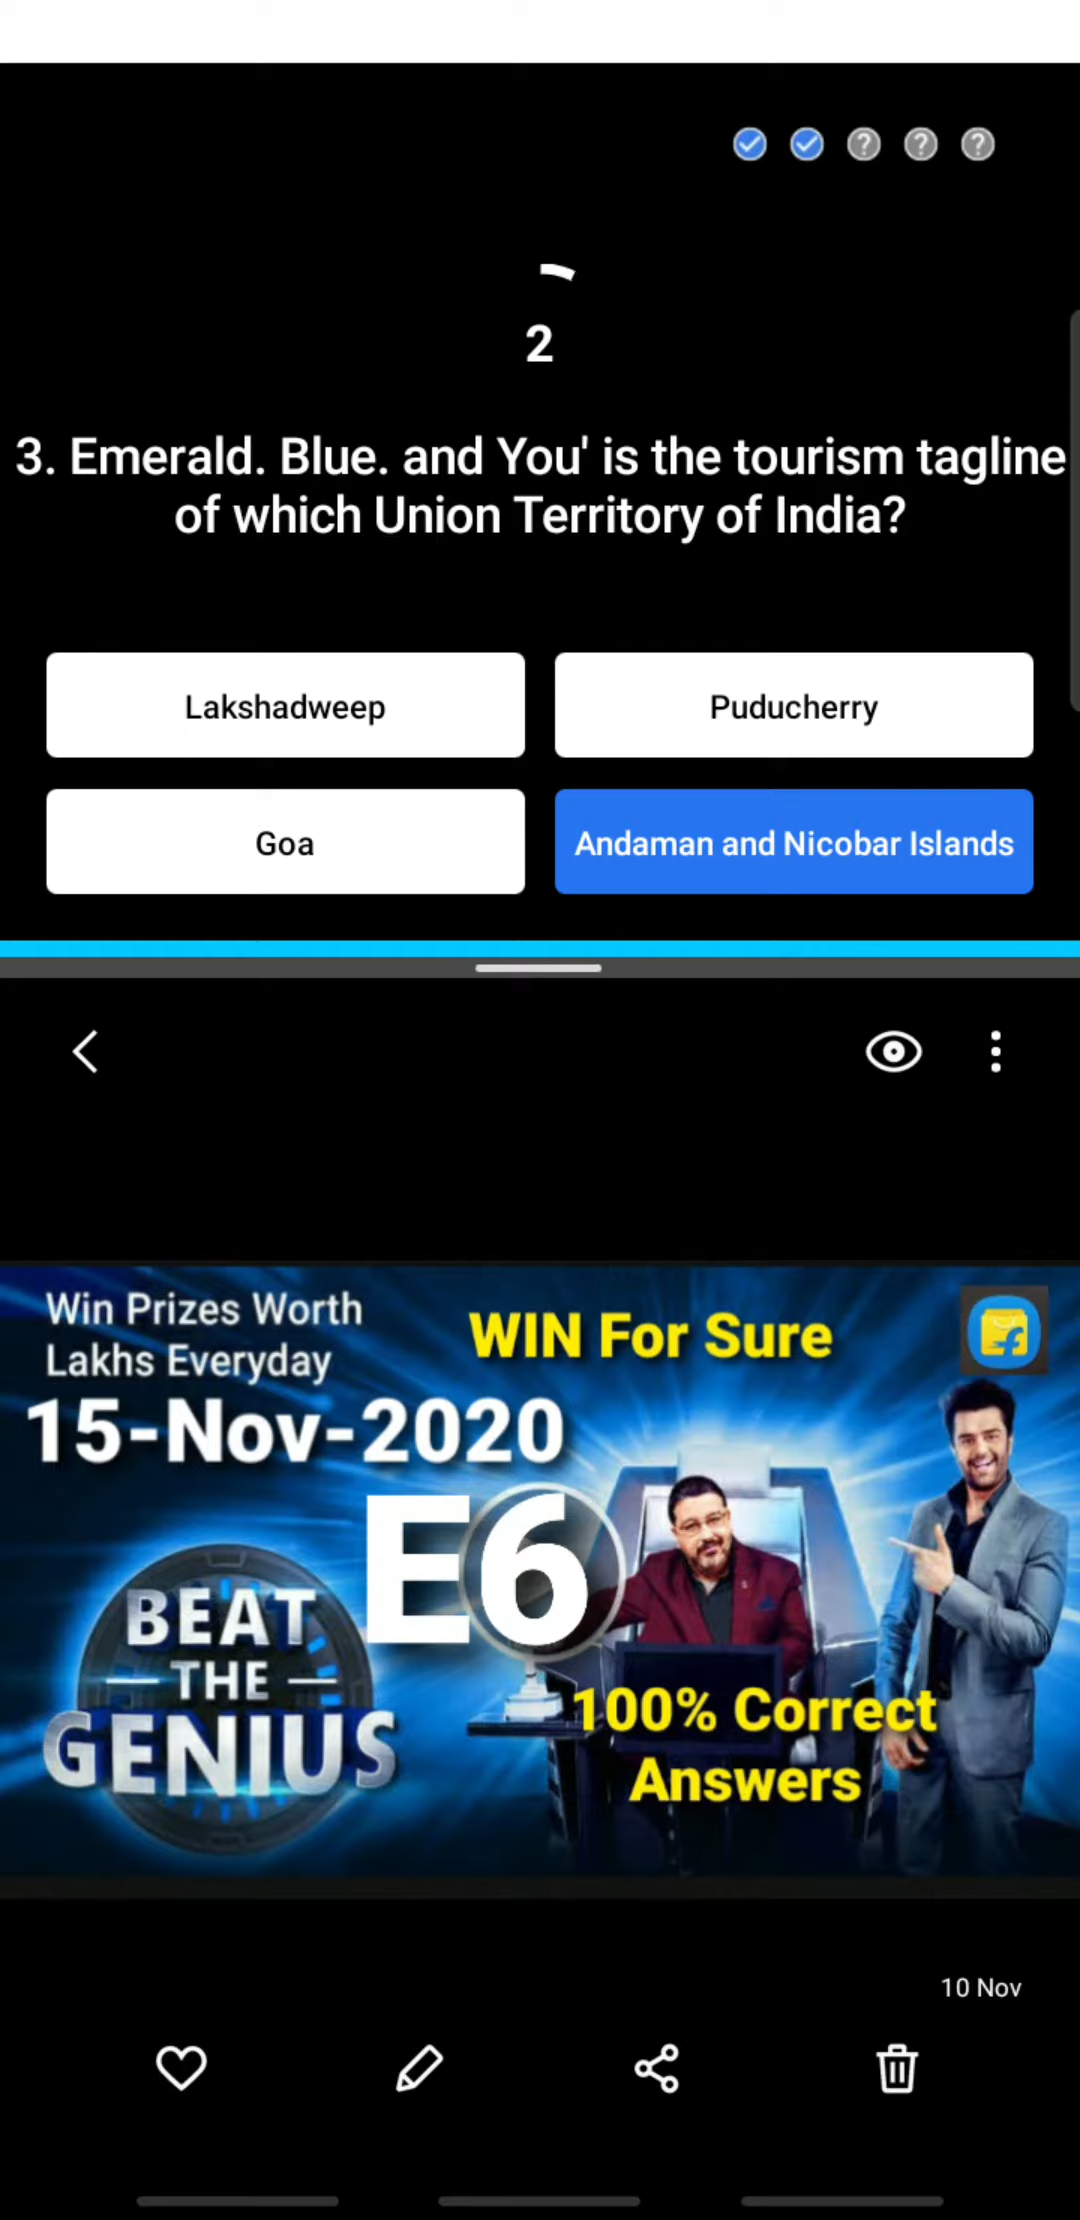 2
3. Emerald. Blue. and You' is the tourism tagline
of which Union Territory of India?
Lakshadweep
Puducherry
Goa
Andaman and Nicobar Islands
Win Prizes Worth
Lakhs Everyday
WIN For Sure
15-Nov-2020
E6
BEAT
THE
GENIUS
100% Correct
Answers
10 Nov